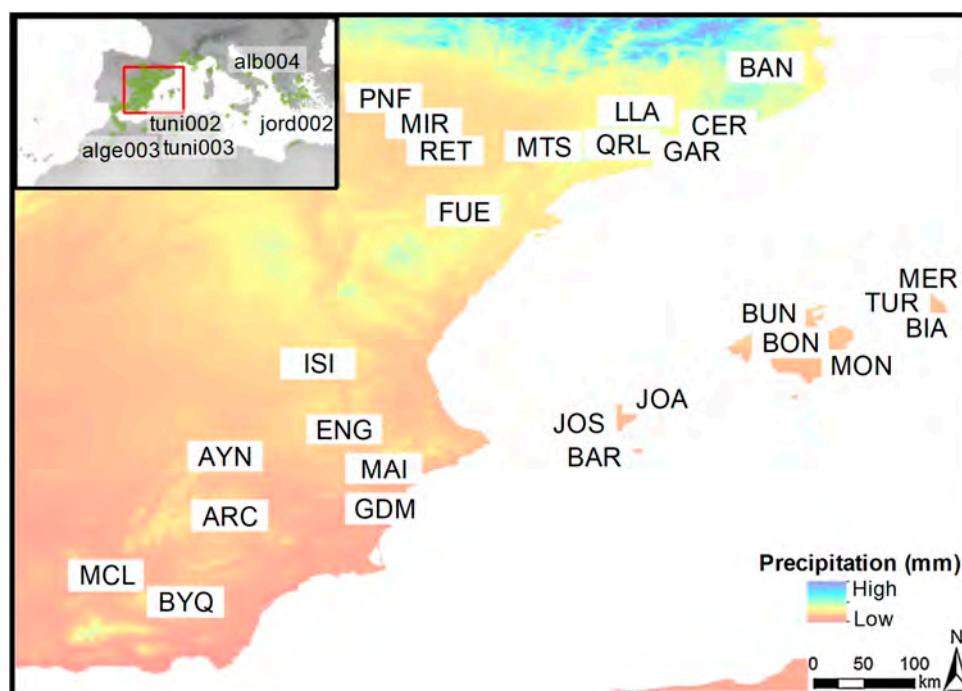 alb004
tuni002
jord002
alge003
tuni003
BAN
PNF
LLA
MIR
CER
RET
MTS
QRL
GAR
FUE
MER
TUR
BUN
BIA
BON
MON
ISI
JOA
JOS
ENG
BAR
AYN
MAI
ARC
GDM
MCL
BYQ
Precipitation (mm)
High
Low
N
0 50 100
km